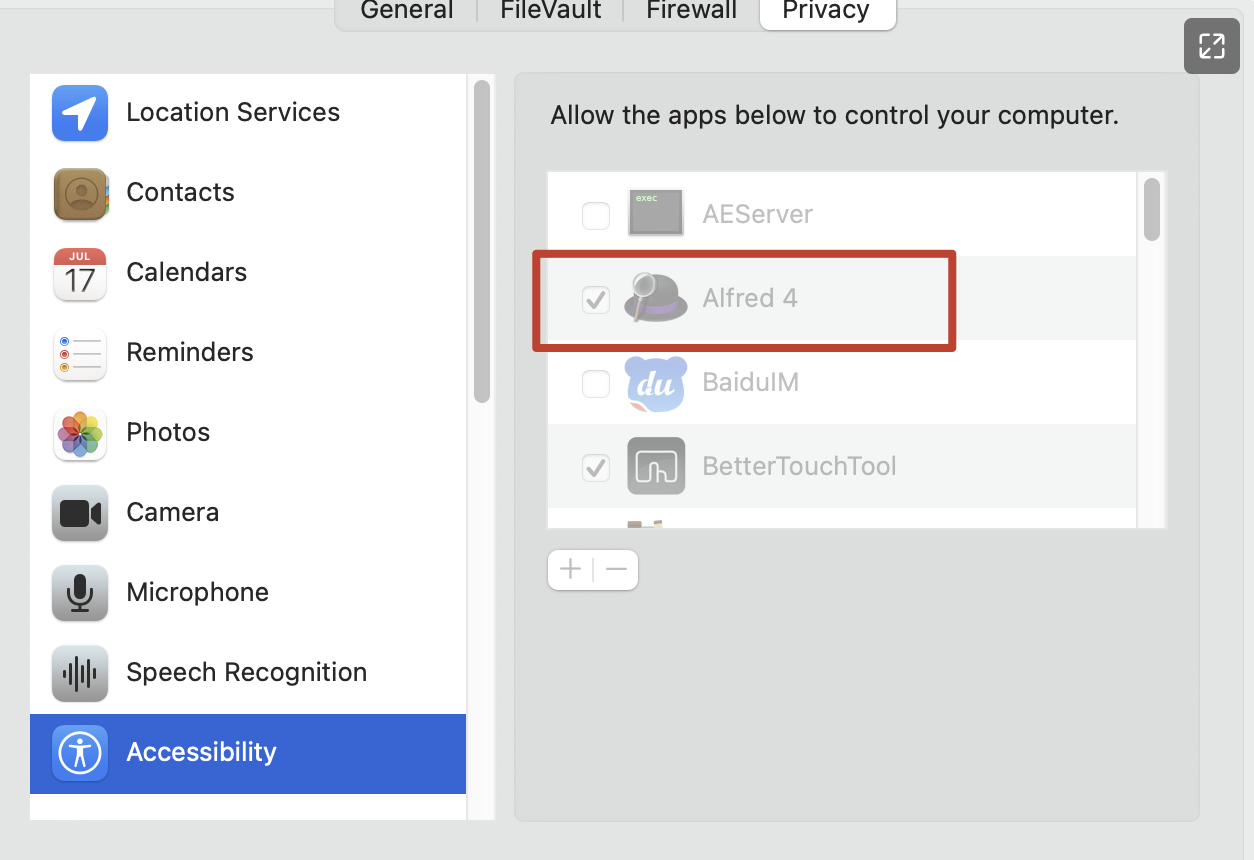 General
FileVault
Firewall
Privacy
Location Services
Contacts
JUL
17
Calendars
Reminders
Photos
Camera
Microphone
Speech Recognition
Accessibility
Allow the apps below to control your computer.
exec
AEServer
Alfred 4
du
BaiduIM
BetterTouchTool